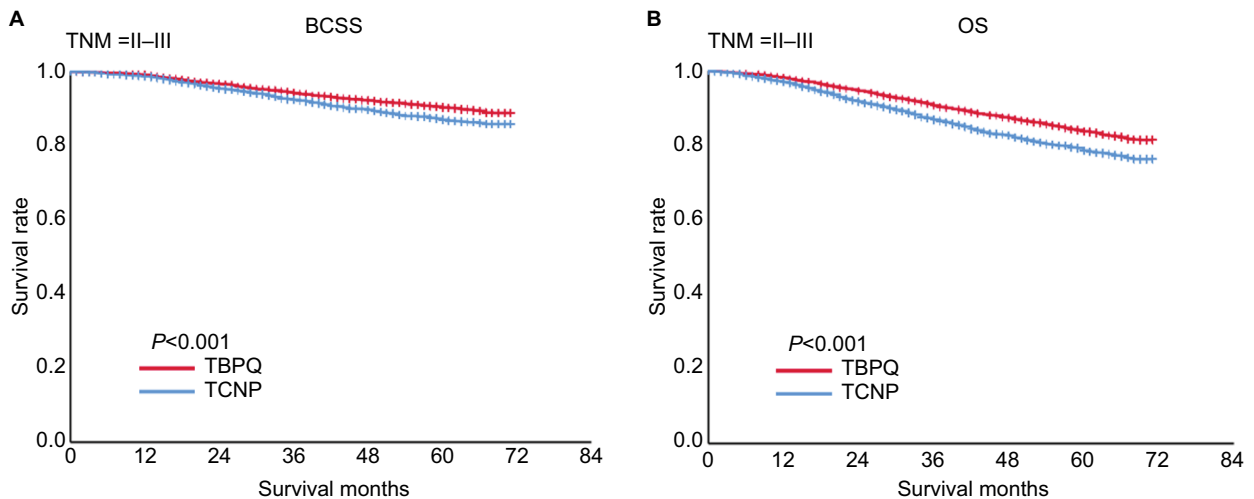 A
BCSS
TNM =II–III
1.0
0.8
0.6
0.4
0.2
0.0
Survival rate
P<0.001
TBPQ
TCNP
0 12 24 36 48 60 72 84
Survival months
B
OS
TNM =II–III
1.0
0.8
0.6
0.4
0.2
0.0
Survival rate
P<0.001
TBPQ
TCNP
0 12 24 36 48 60 72 84
Survival months